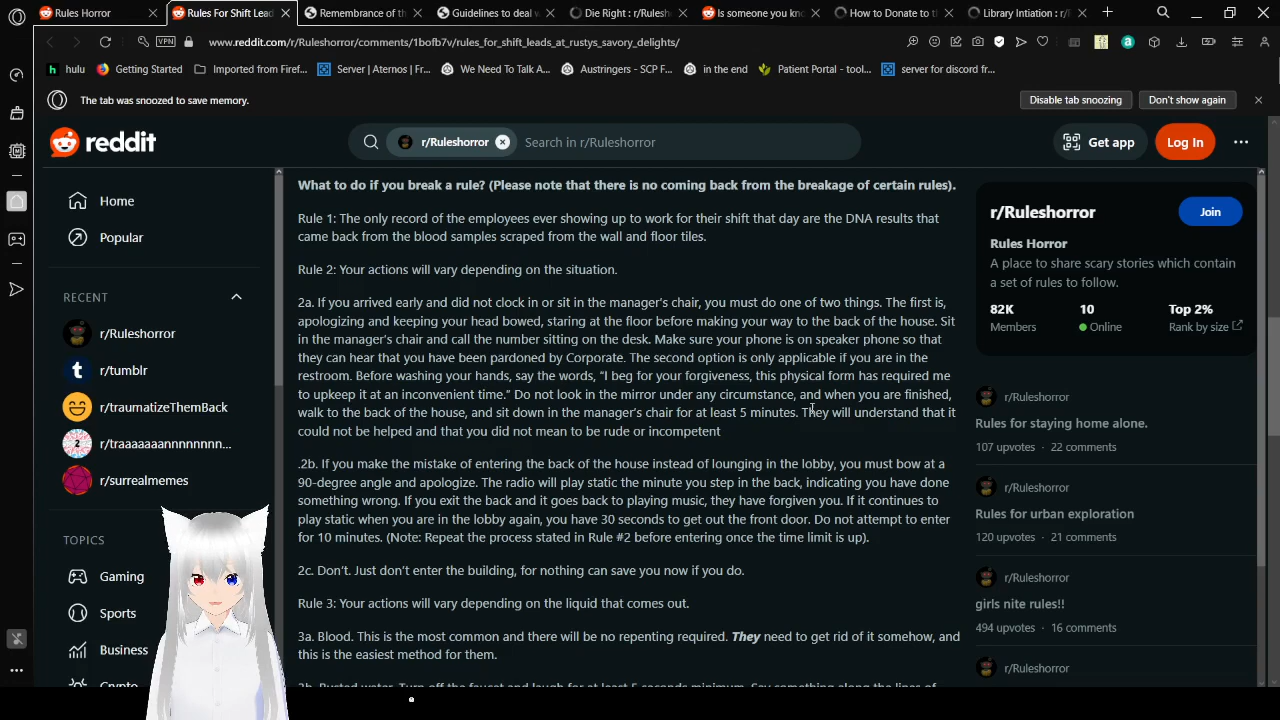 Rules Horror
Rules For Shift Lead
Remembrance of th
Guidelines to deal w
Die Right : r/Rulesh
Is someone you kno
How to Donate to th
Library Intiation : r/
VPN
www.reddit.com/r/Ruleshorror/comments/1bofb7v/rules_for_shift_leads_at_rustys_savory_delights/
hulu
Getting Started
Imported from Firef...
Server | Aternos | Fr...
We Need To Talk A...
Austringers - SCP F...
in the end
Patient Portal - tool...
server for discord fr...
The tab was snoozed to save memory.
Disable tab snoozing
Don't show again
reddit
r/Ruleshorror
Search in r/Ruleshorror
Get app
Log In
Home
Popular
RECENT
r/Ruleshorror
r/tumblr
r/traumatizeThemBack
r/traaaaaaannnnnnnn...
r/surrealmemes
TOPICS
Gaming
Sports
Business
Crypto
What to do if you break a rule? (Please note that there is no coming back from the breakage of certain rules).
Rule 1: The only record of the employees ever showing up to work for their shift that day are the DNA results that
came back from the blood samples scraped from the wall and floor tiles.
Rule 2: Your actions will vary depending on the situation.
2a. If you arrived early and did not clock in or sit in the manager's chair, you must do one of two things. The first is,
apologizing and keeping your head bowed, staring at the floor before making your way to the back of the house. Sit
in the manager's chair and call the number sitting on the desk. Make sure your phone is on speaker phone so that
they can hear that you have been pardoned by Corporate. The second option is only applicable if you are in the
restroom. Before washing your hands, say the words, "I beg for your forgiveness, this physical form has required me
to upkeep it at an inconvenient time." Do not look in the mirror under any circumstance, and when you are finished,
walk to the back of the house, and sit down in the manager's chair for at least 5 minutes. They will understand that it
could not be helped and that you did not mean to be rude or incompetent
.2b. If you make the mistake of entering the back of the house instead of lounging in the lobby, you must bow at a
90-degree angle and apologize. The radio will play static the minute you step in the back, indicating you have done
something wrong. If you exit the back and it goes back to playing music, they have forgiven you. If it continues to
play static when you are in the lobby again, you have 30 seconds to get out the front door. Do not attempt to enter
for 10 minutes. (Note: Repeat the process stated in Rule #2 before entering once the time limit is up).
2c. Don't. Just don't enter the building, for nothing can save you now if you do.
Rule 3: Your actions will vary depending on the liquid that comes out.
3a. Blood. This is the most common and there will be no repenting required. They need to get rid of it somehow, and
this is the easiest method for them.
r/Ruleshorror
Join
Rules Horror
A place to share scary stories which contain
a set of rules to follow.
82K
10
Top 2%
Members
Online
Rank by size
r/Ruleshorror
Rules for staying home alone.
107 upvotes · 22 comments
r/Ruleshorror
Rules for urban exploration
120 upvotes · 21 comments
r/Ruleshorror
girls nite rules!!
494 upvotes · 16 comments
r/Ruleshorror